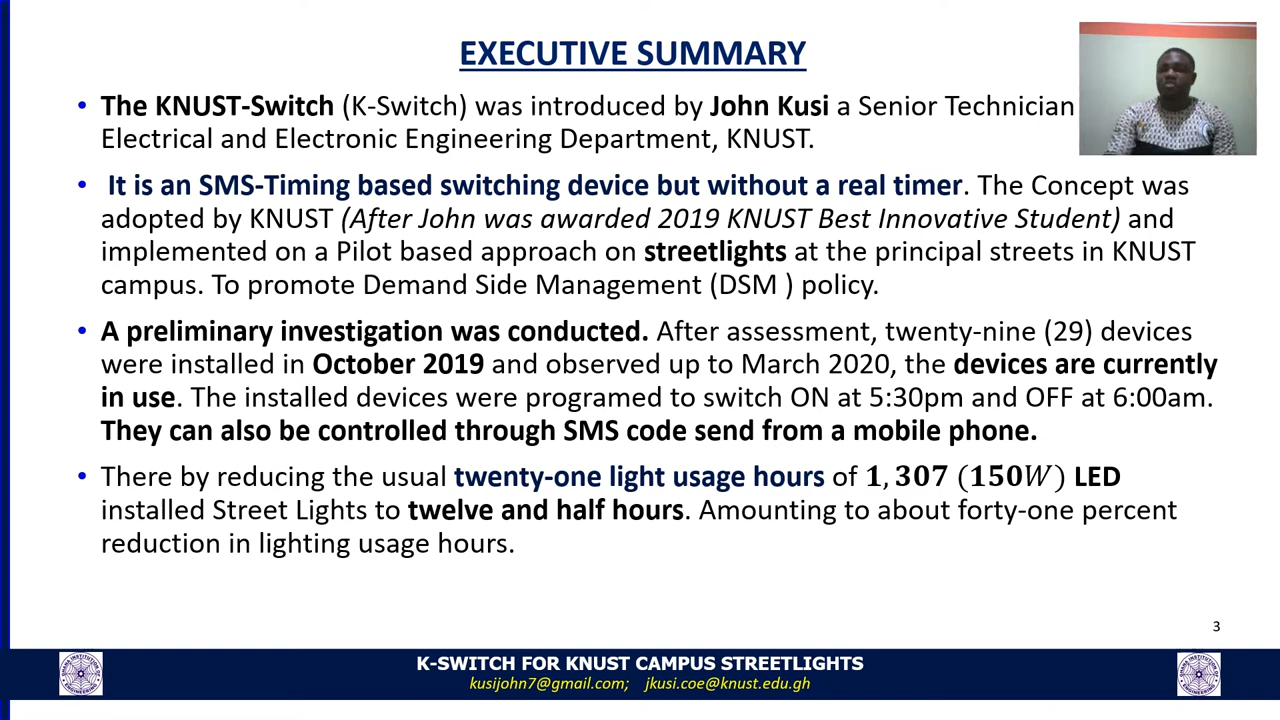 EXECUTIVE SUMMARY
• The KNUST-Switch (K-Switch) was introduced by John Kusi a Senior Technician
Electrical and Electronic Engineering Department, KNUST.
• It is an SMS-Timing based switching device but without a real timer. The Concept was
adopted by KNUST (After John was awarded 2019 KNUST Best Innovative Student) and
implemented on a Pilot based approach on streetlights at the principal streets in KNUST
campus. To promote Demand Side Management (DSM ) policy.
• A preliminary investigation was conducted. After assessment, twenty-nine (29) devices
were installed in October 2019 and observed up to March 2020, the devices are currently
in use. The installed devices were programed to switch ON at 5:30pm and OFF at 6:00am.
They can also be controlled through SMS code send from a mobile phone.
• There by reducing the usual twenty-one light usage hours of 1, 307 (150W) LED
installed Street Lights to twelve and half hours. Amounting to about forty-one percent
reduction in lighting usage hours.
3
K-SWITCH FOR KNUST CAMPUS STREETLIGHTS
kusijohn7@gmail.com; jkusi.coe@knust.edu.gh